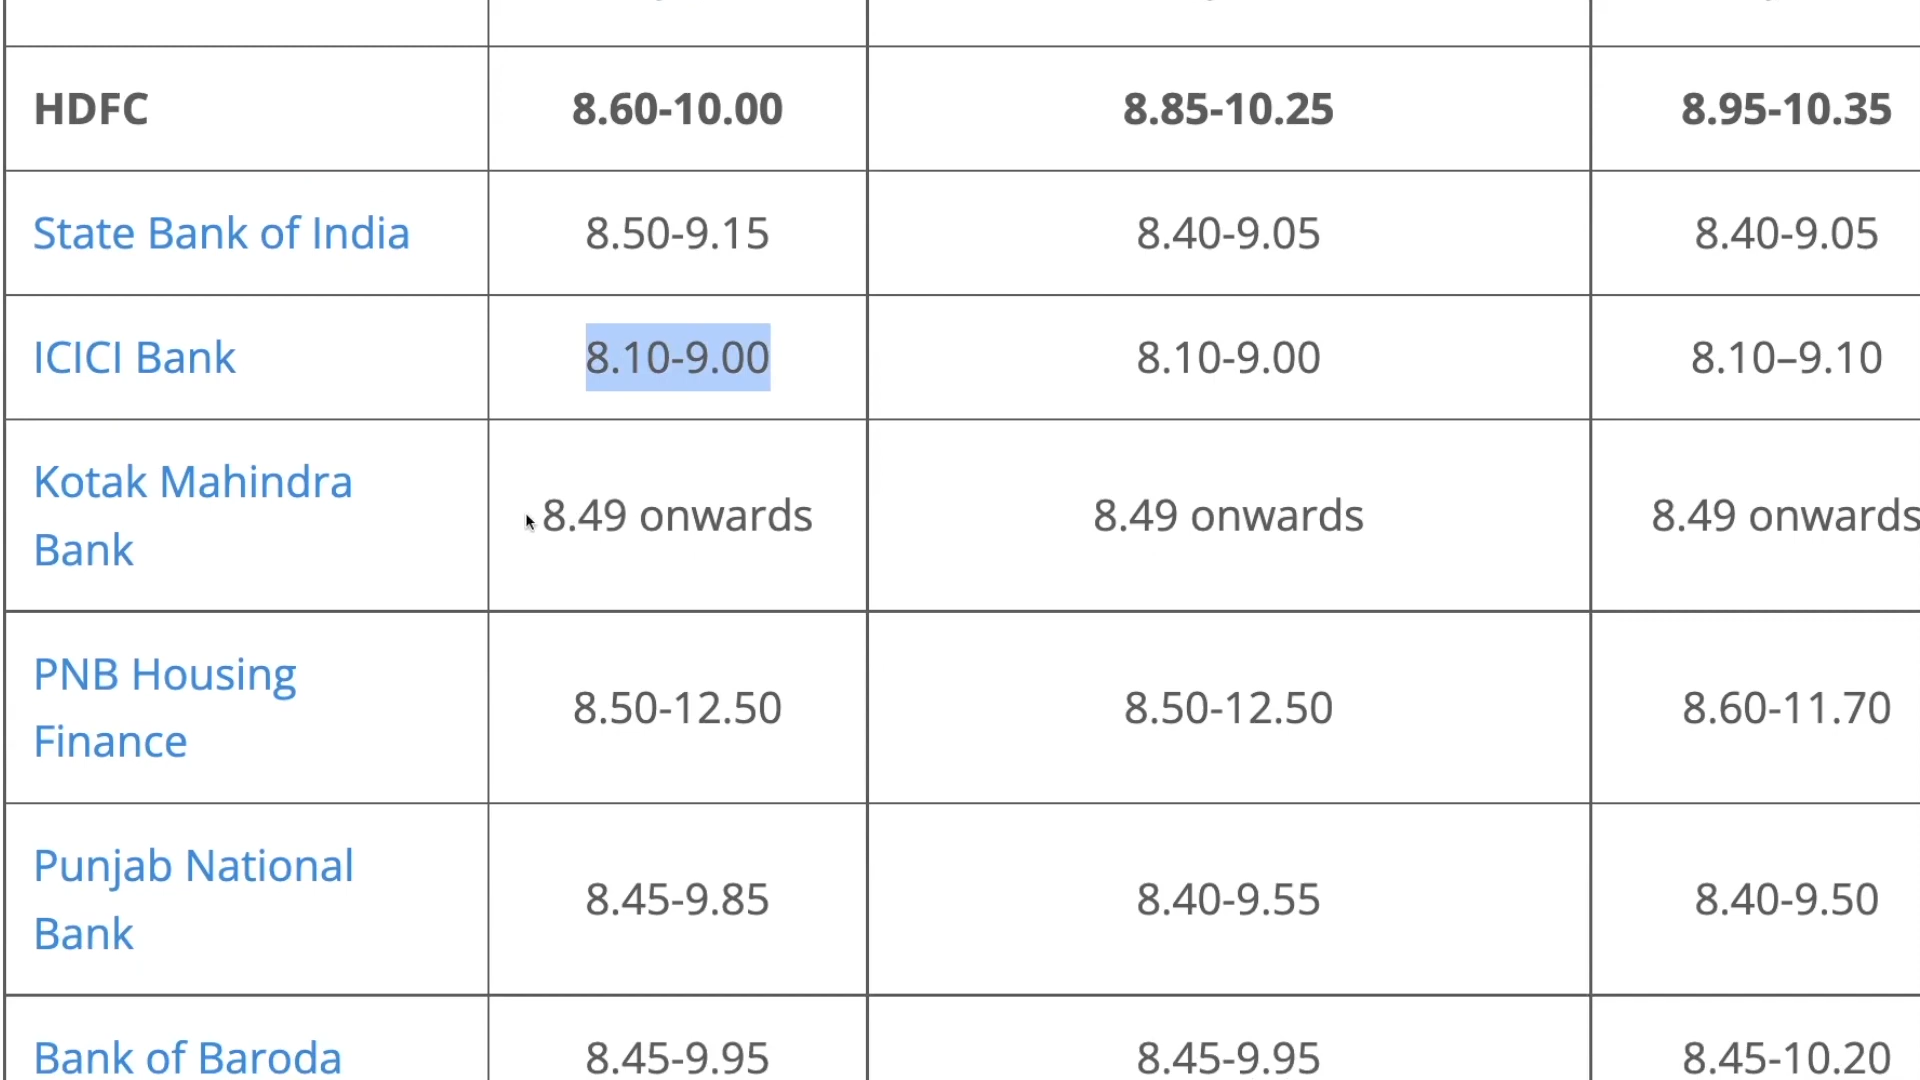 HDFC 8.60-10.00 8.85-10.25 8.95-10.35
State Bank of India 8.50-9.15 8.40-9.05 8.40-9.05
ICICI Bank 8.10-9.00 8.10-9.00 8.10–9.10
Kotak Mahindra
Bank
8.49 onwards 8.49 onwards 8.49 onwards
PNB Housing
Finance
8.50-12.50 8.50-12.50 8.60-11.70
Punjab National
Bank
8.45-9.85 8.40-9.55 8.40-9.50
Bank of Baroda 8.45-9.95 8.45-9.95 8.45-10.20